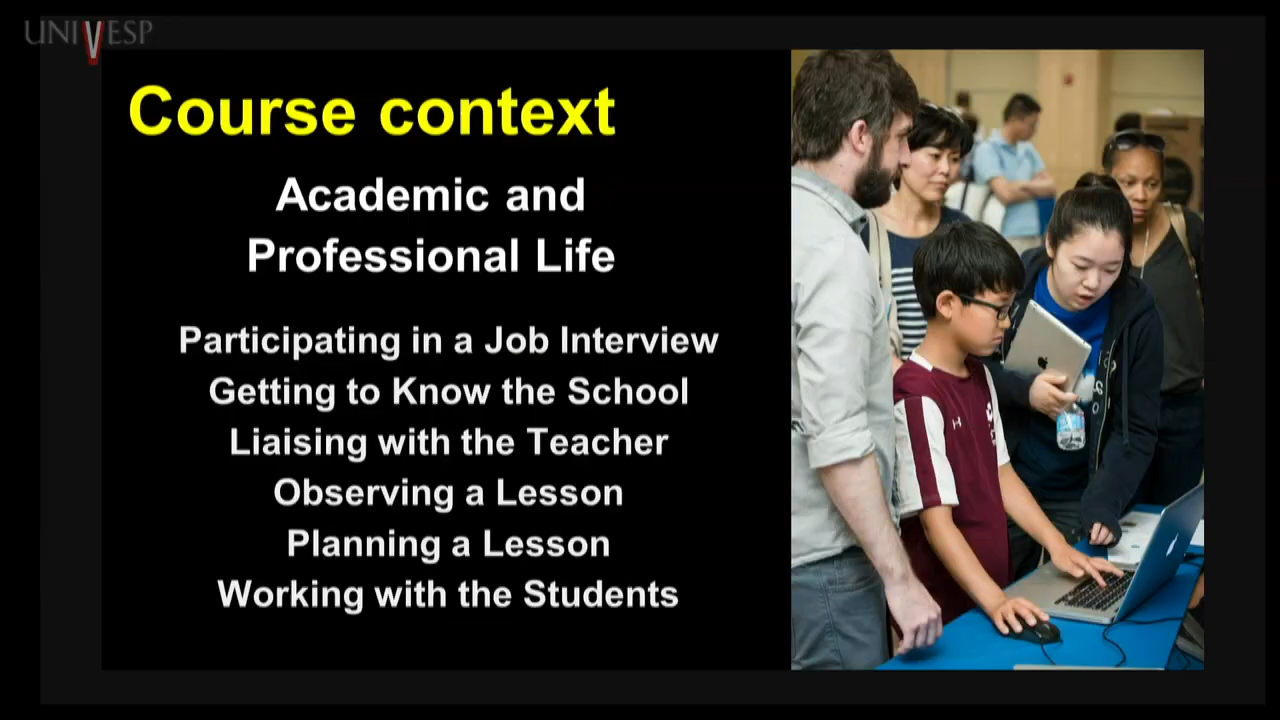 UNIVESP
Course context
Academic and
Professional Life
Participating in a Job Interview
Getting to Know the School
Liaising with the Teacher
Observing a Lesson
Planning a Lesson
Working with the Students